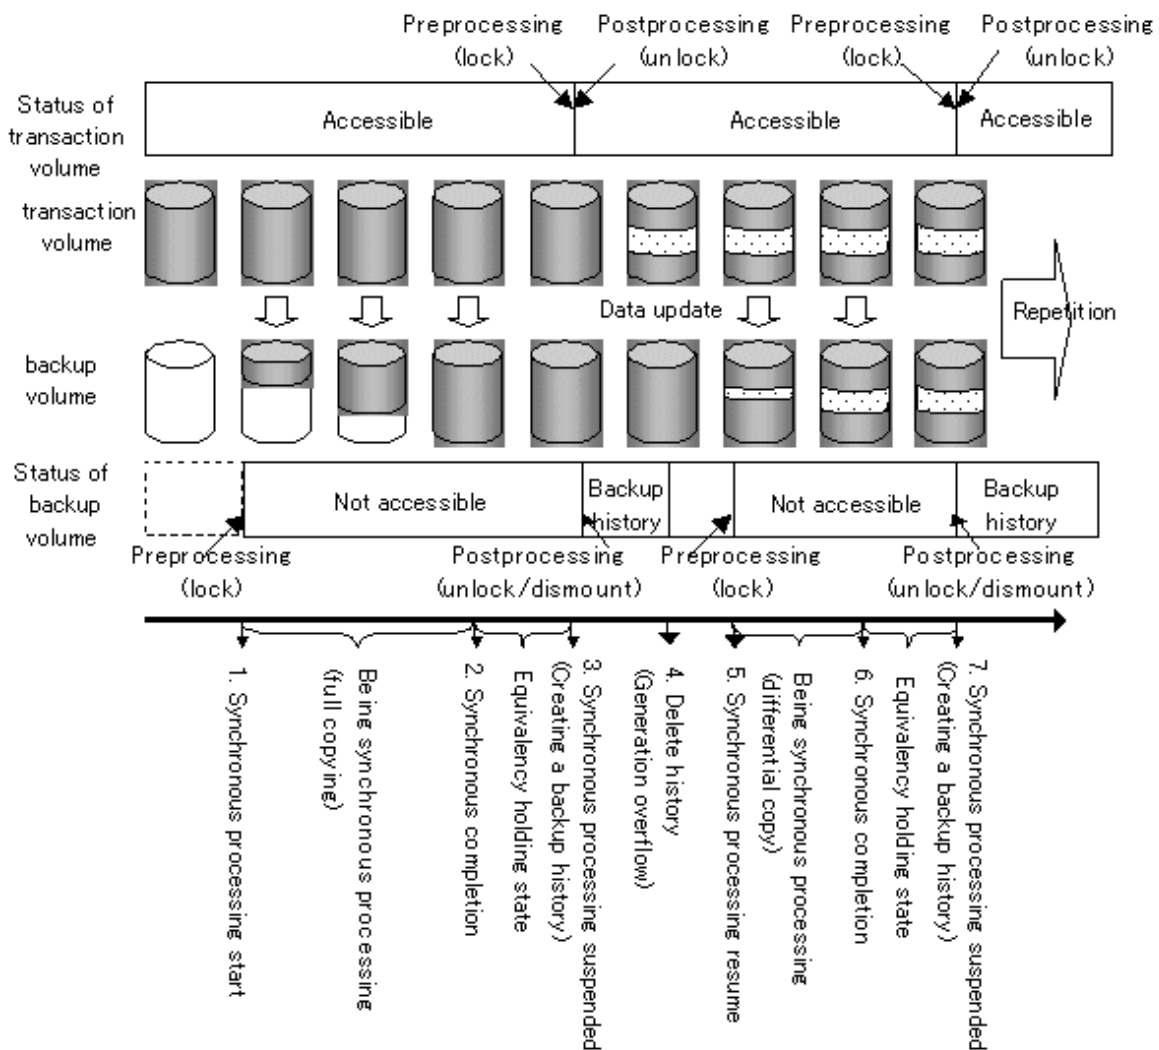 Preprocessing
(lock)
Postprocessing
(unlock)
Preprocessing
(lock)
Postprocessing
(unlock)
Status of
transaction
volume
Accessible
Accessible
Accessible
transaction
volume
Data update
Repetition
backup
volume
Status of
backup
volume
Not accessible
Backup
history
Not accessible
Backup
history
Preprocessing
(lock)
Postprocessing
(unlock/dismount)
Preprocessing
(lock)
Postprocessing
(unlock/dismount)
1. Synchronous processing start
Being synchronous processing
(full copying)
2. Synchronous completion
Equivalency holding state
3. Synchronous processing suspended
(Creating a backup history)
4. Delete history
(Generation overflow)
5. Synchronous processing resume
Being synchronous processing
(differential copy)
6. Synchronous completion
Equivalency holding state
7. Synchronous processing suspended
(Creating a backup history)